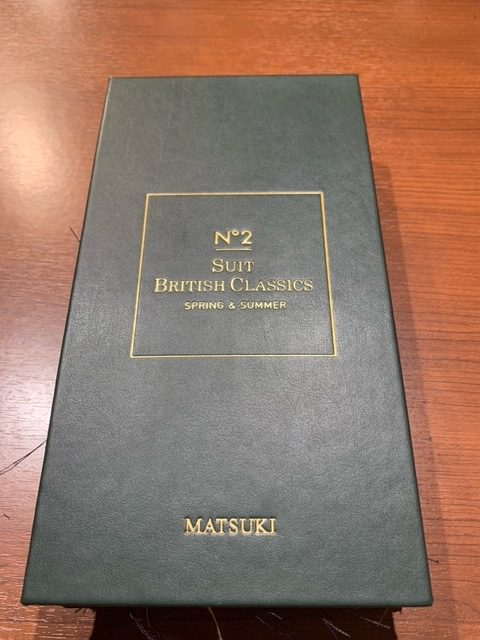 N°2
SUIT
BRITISH CLASSICS
SPRING & SUMMER
MATSUKI